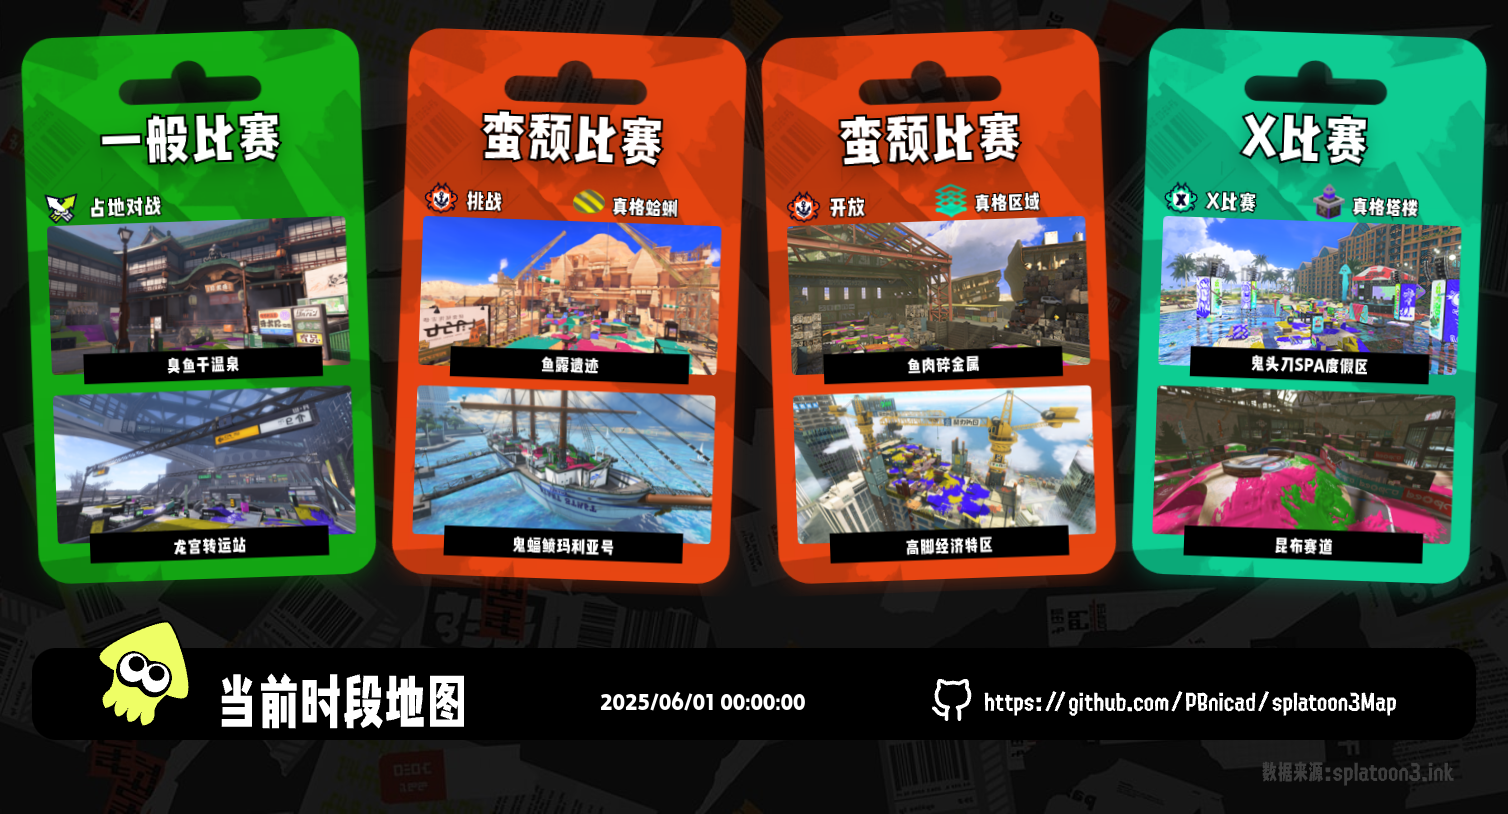 一般比赛
占地对战
臭鱼干温泉
龙宫转运站
蛮颓比赛
挑战
真格蛤蜊
鱼露遗迹
鬼蝠鲼玛利亚号
蛮颓比赛
开放
真格区域
鱼肉碎金属
高脚经济特区
X比赛
X比赛
真格塔楼
鬼头刀SPA度假区
昆布赛道
当前时段地图
2025/06/01 00:00:00
https://github.com/PBnicad/splatoon3Map
数据来源:splatoon3.ink